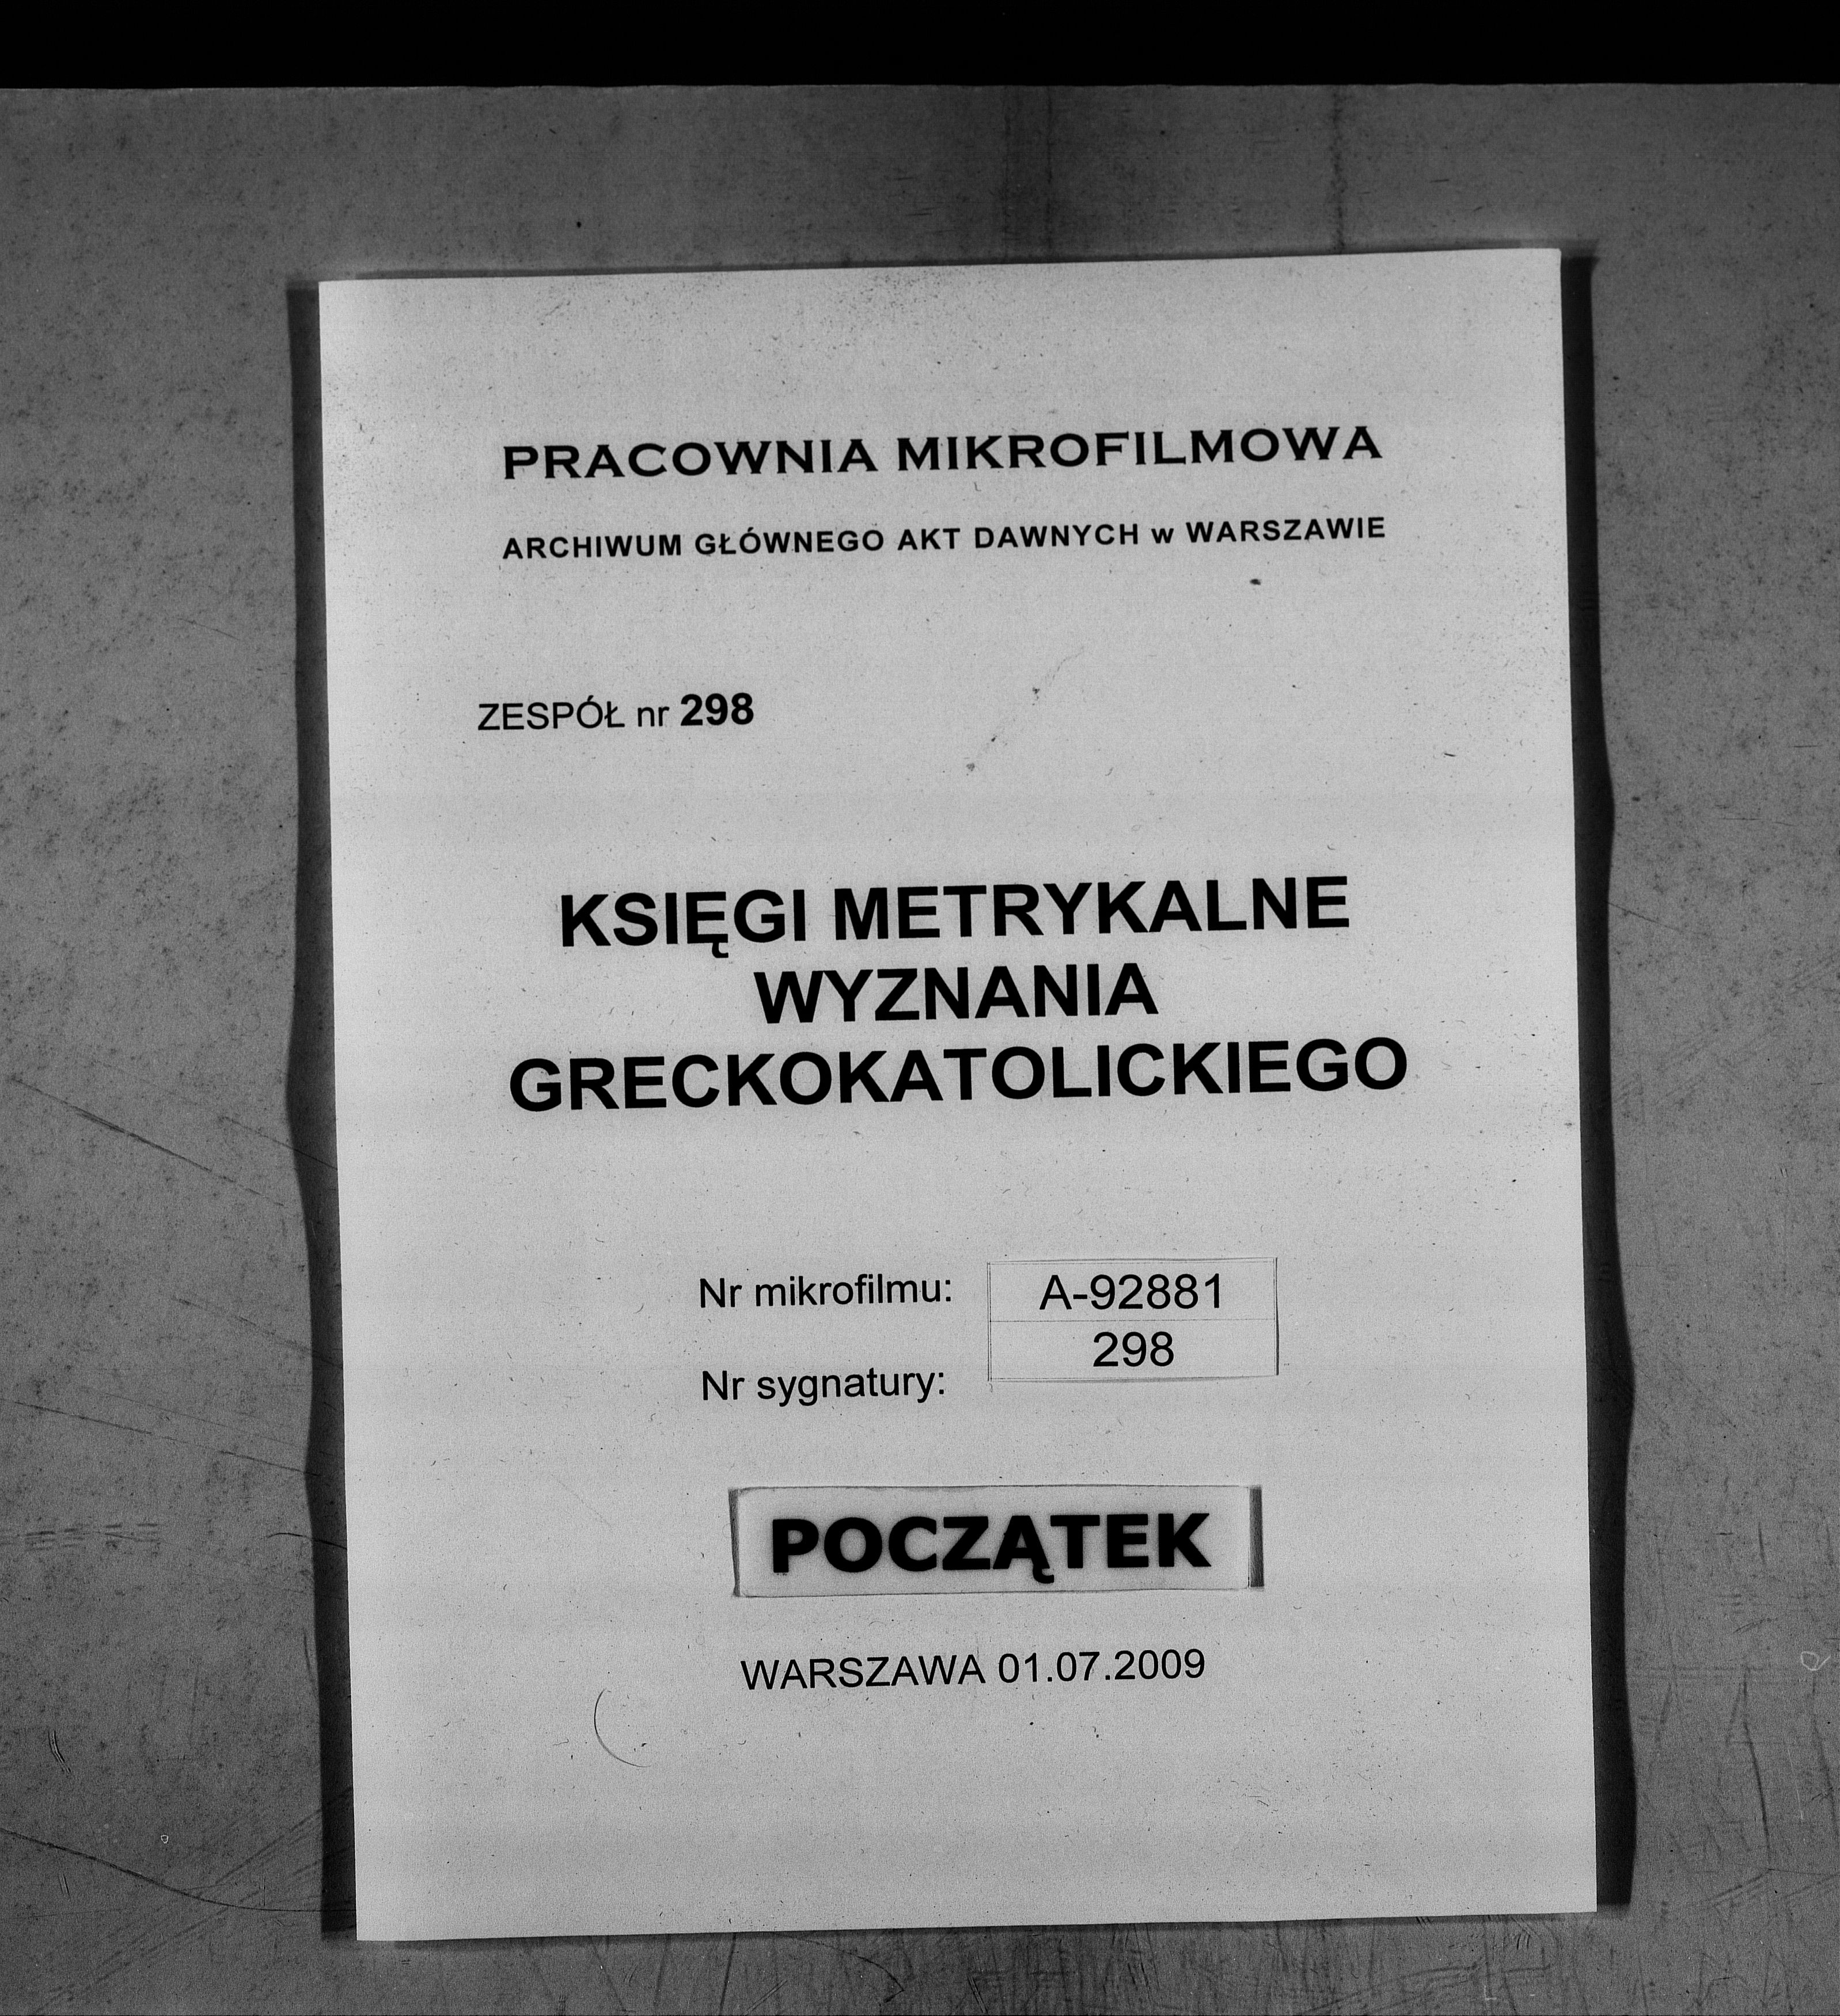 PRACOWNIA MIKROFILMOWA
ARCHIWUM GŁÓWNEGO AKT DAWNYCH w WARSZAWIE
ZESPÓŁ nr 298
KSIĘGI METRYKALNE
WYZNANIA
GRECKOKATOLICKIEGO
Nr mikrofilmu: A-92881
Nr sygnatury: 298
POCZĄTEK
WARSZAWA 01.07.2009